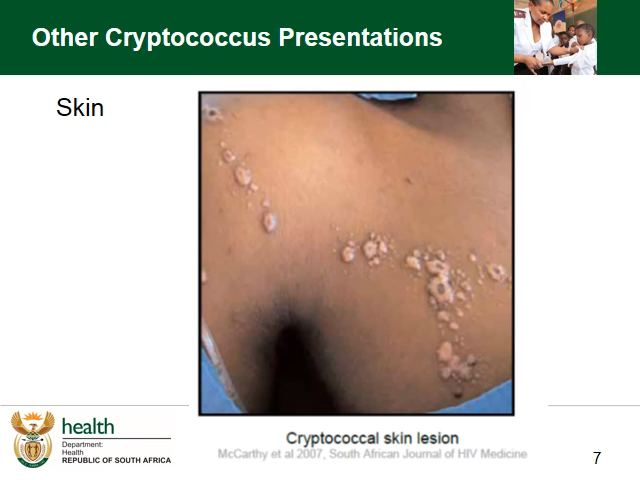 Other Cryptococcus Presentations
Skin
Cryptococcal skin lesion
McCarthy et al 2007, South African Journal of HIV Medicine
health
Department:
Health
REPUBLIC OF SOUTH AFRICA
7